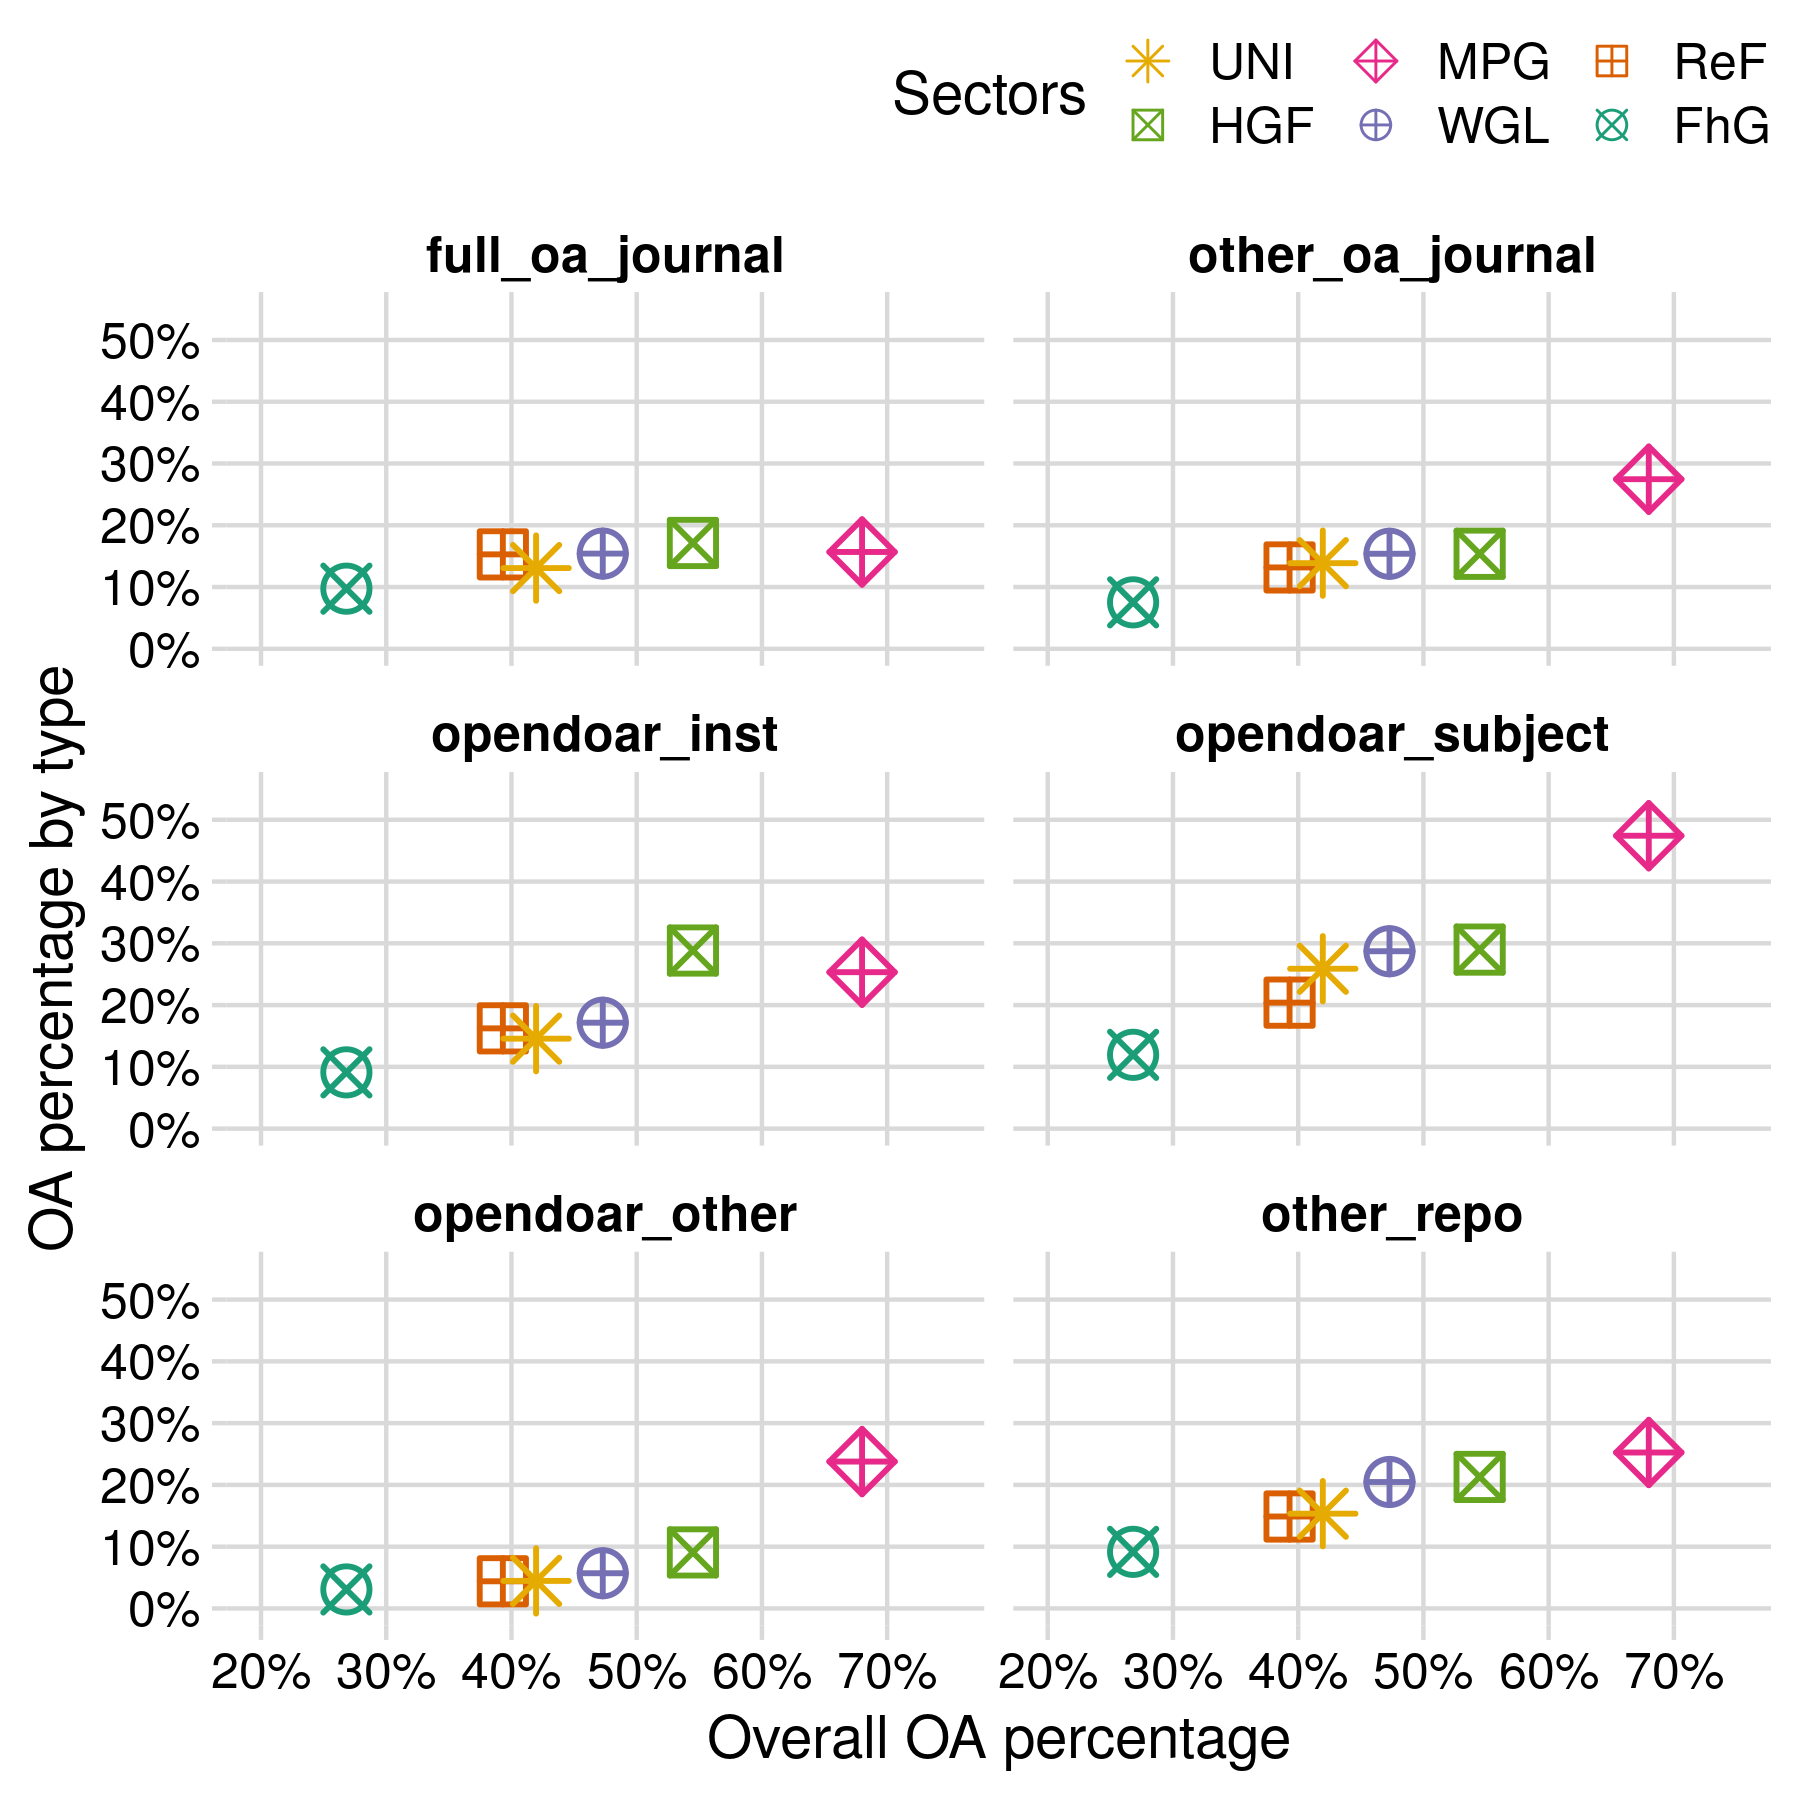 Sectors
UNI MPG ReF
HGF WGL FhG
full_oa_journal other_oa_journal
50%
40%
30%
20%
10%
0%
OA percentage by type
opendoar_inst opendoar_subject
50%
40%
30%
20%
10%
0%
opendoar_other other_repo
50%
40%
30%
20%
10%
0%
20% 30% 40% 50% 60% 70% 20% 30% 40% 50% 60% 70%
Overall OA percentage